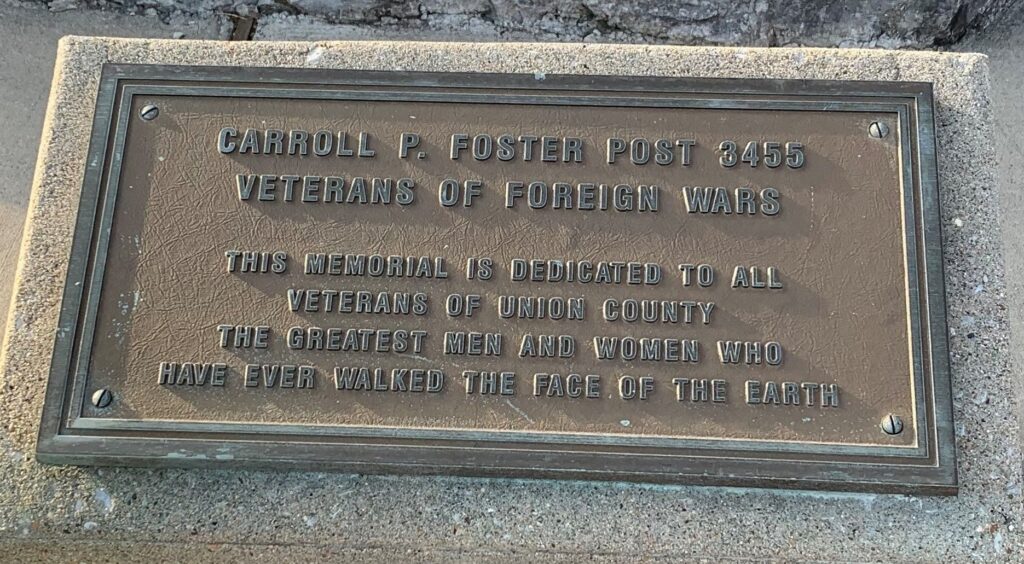 CARROLL P. FOSTER POST 3455
VETERANS OF FOREIGN WARS
THIS MEMORIAL IS DEDICATED TO ALL
VETERANS OF UNION COUNTY
THE GREATEST MEN AND WOMEN WHO
HAVE EVER WALKED THE FACE OF THE EARTH